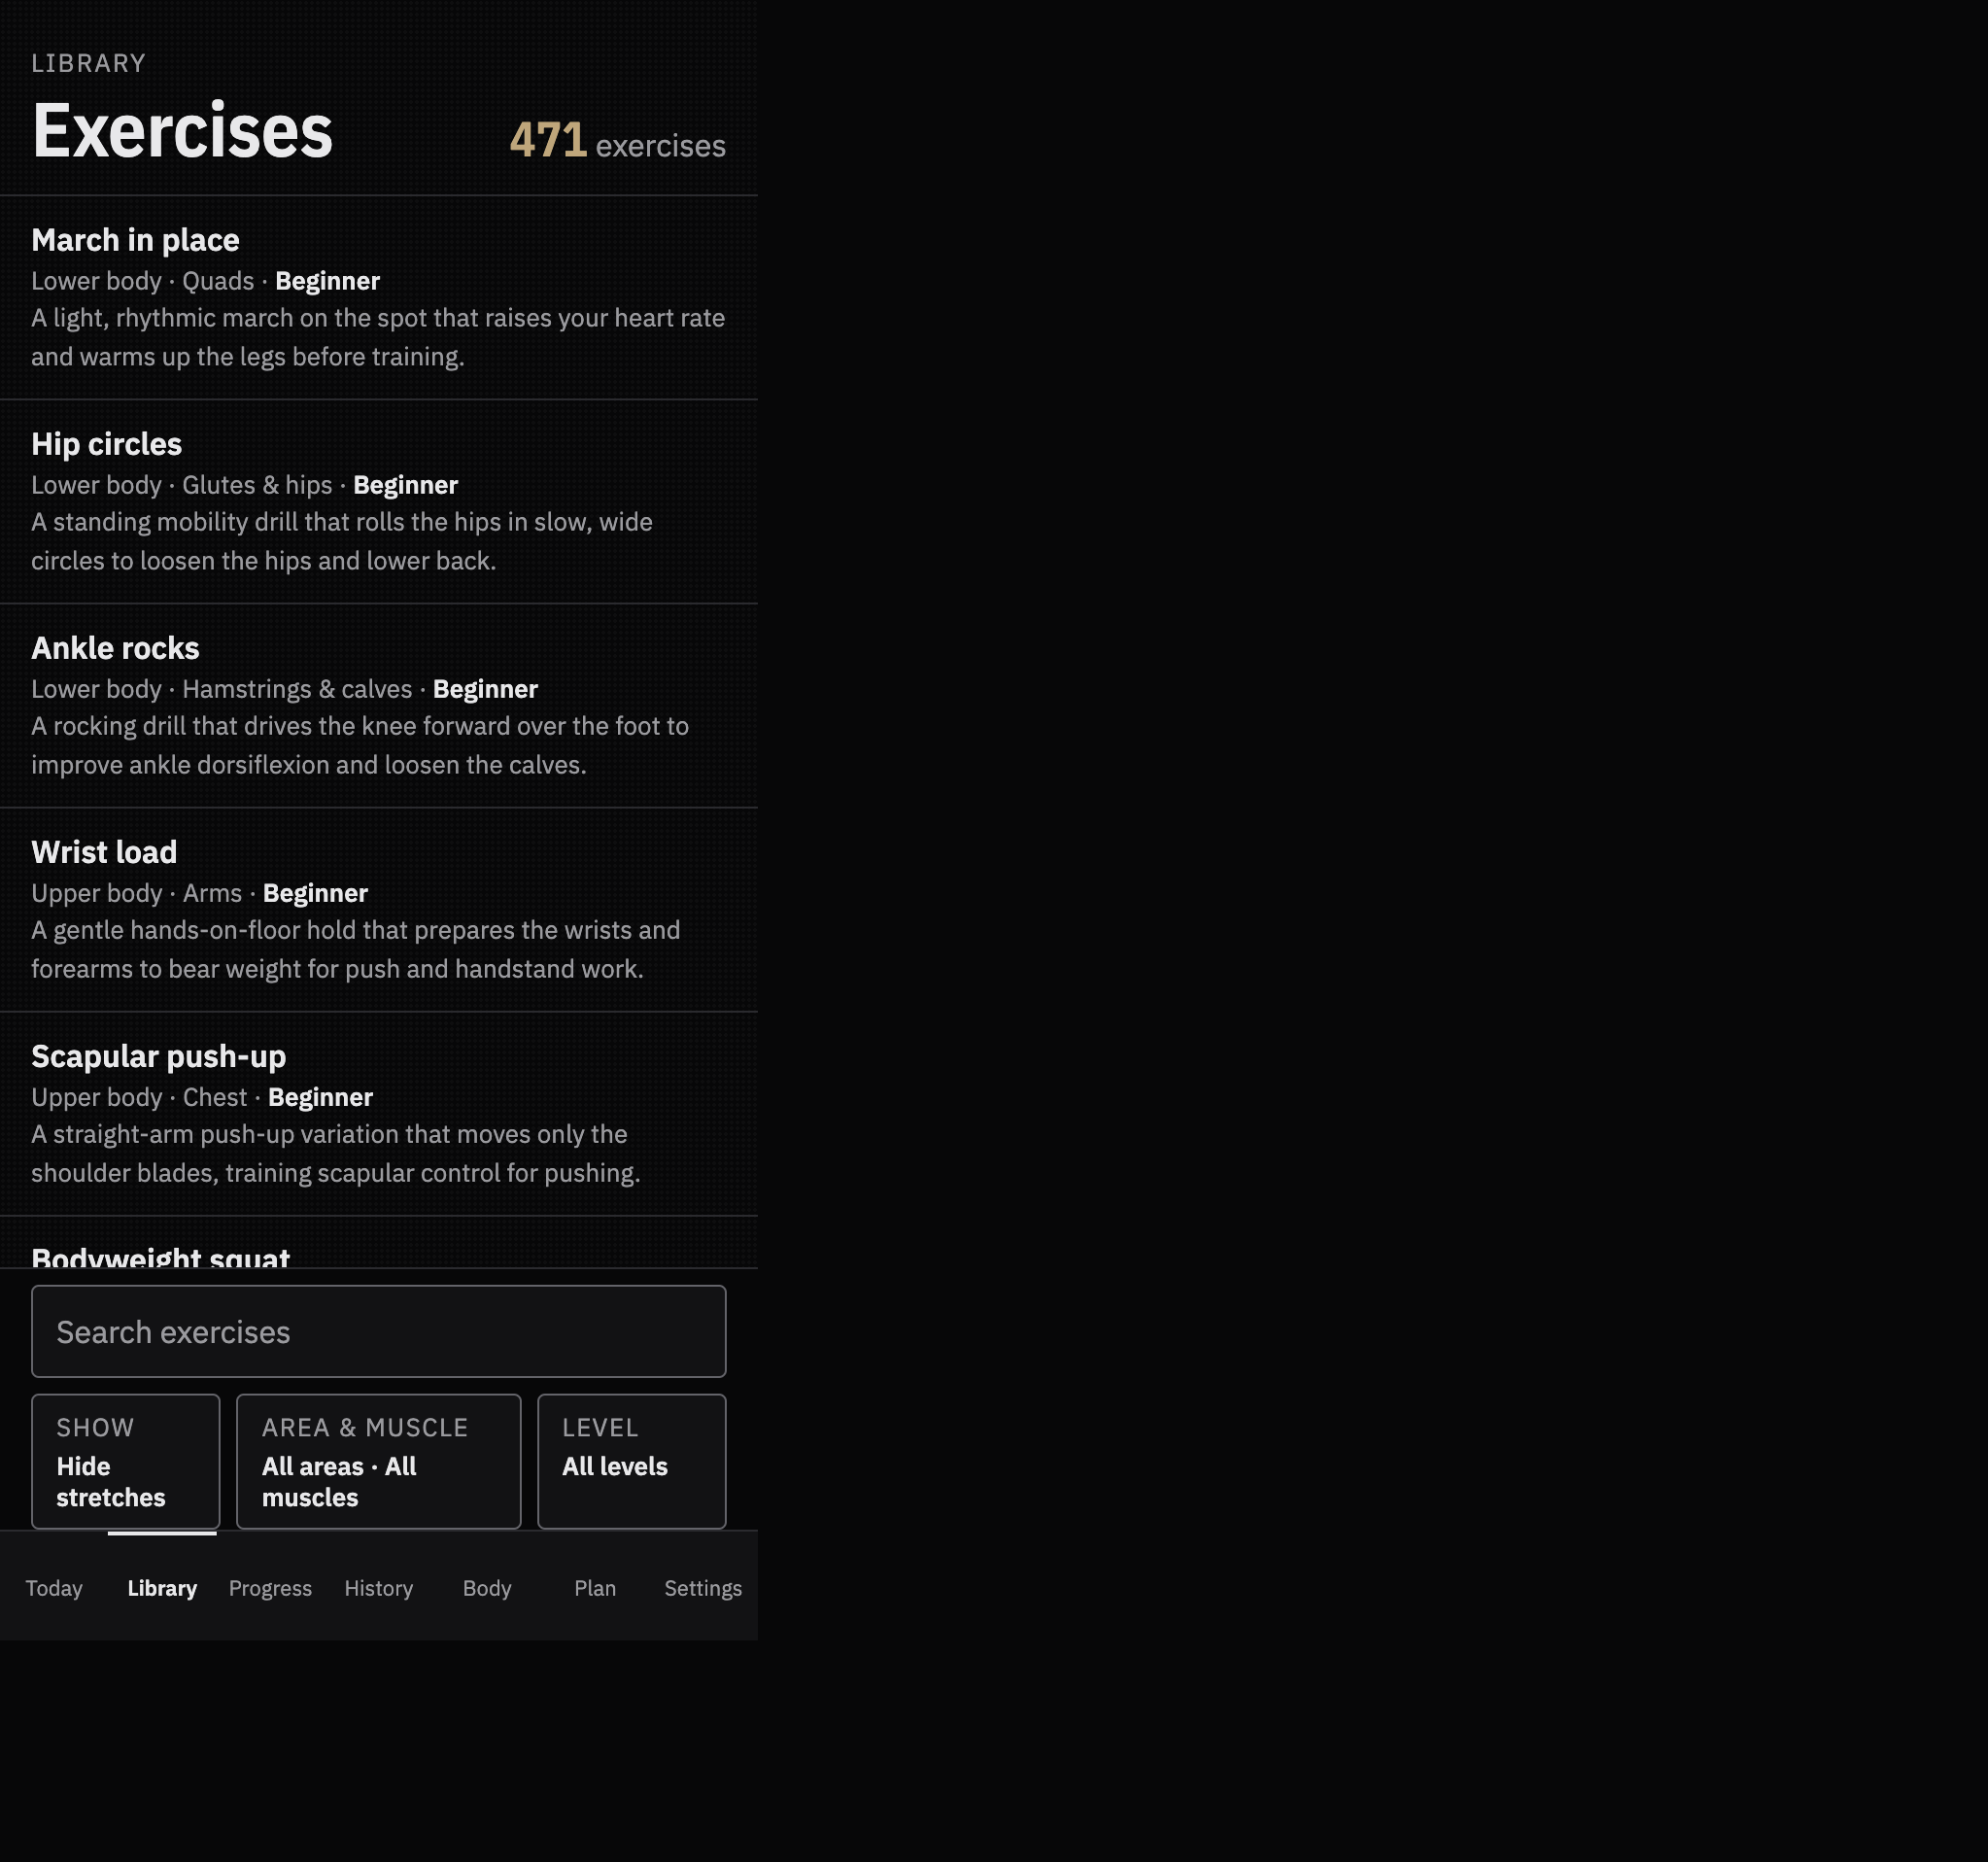 LIBRARY
Exercises
471 exercises
March in place
Lower body · Quads · Beginner
A light, rhythmic march on the spot that raises your heart rate
and warms up the legs before training.
Hip circles
Lower body · Glutes & hips · Beginner
A standing mobility drill that rolls the hips in slow, wide
circles to loosen the hips and lower back.
Ankle rocks
Lower body · Hamstrings & calves · Beginner
A rocking drill that drives the knee forward over the foot to
improve ankle dorsiflexion and loosen the calves.
Wrist load
Upper body · Arms · Beginner
A gentle hands-on-floor hold that prepares the wrists and
forearms to bear weight for push and handstand work.
Scapular push-up
Upper body · Chest · Beginner
A straight-arm push-up variation that moves only the
shoulder blades, training scapular control for pushing.
Bodyweight squat
Search exercises
SHOW
Hide
stretches
AREA & MUSCLE
All areas · All
muscles
LEVEL
All levels
Today Library Progress History Body Plan Settings